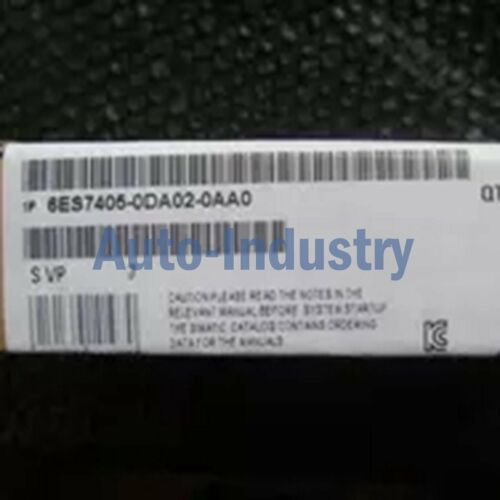 1P 6ES7405-0DA02-0AA0
QT
Auto-Industry
S VP
CAUTION PLEASE READ THE NOTES IN THE
RELEVANT MANUAL BEFORE SYSTEM STARTUP
THE SIMATIC CATALOG CONTAINS ORDERING
DATA FOR THE MANUALS